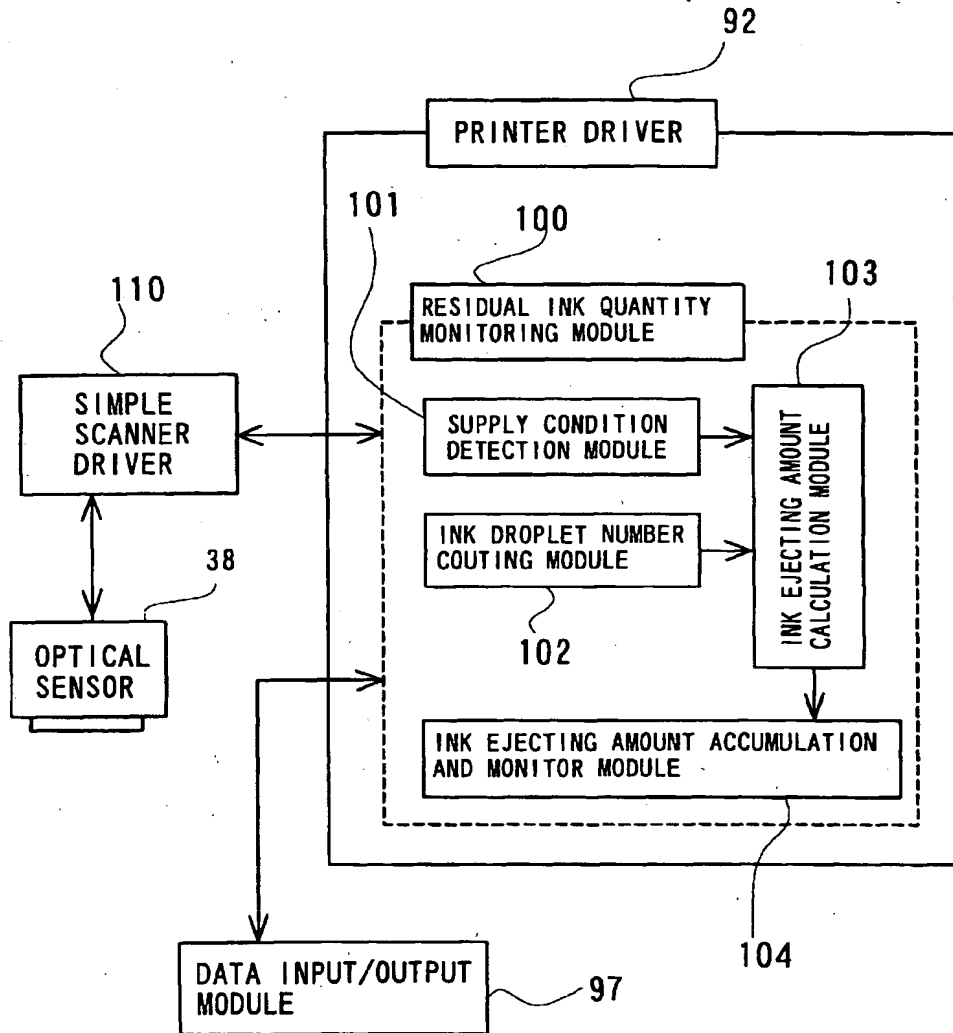 92
PRINTER DRIVER
101
100
103
110
RESIDUAL INK QUANTITY
MONITORING MODULE
SIMPLE
SCANNER
DRIVER
SUPPLY CONDITION
DETECTION MODULE
INK EJECTING AMOUNT
CALCULATION MODULE
INK DROPLET NUMBER
COUTING MODULE
38
102
OPTICAL
SENSOR
INK EJECTING AMOUNT ACCUMULATION
AND MONITOR MODULE
104
DATA INPUT/OUTPUT
MODULE
97